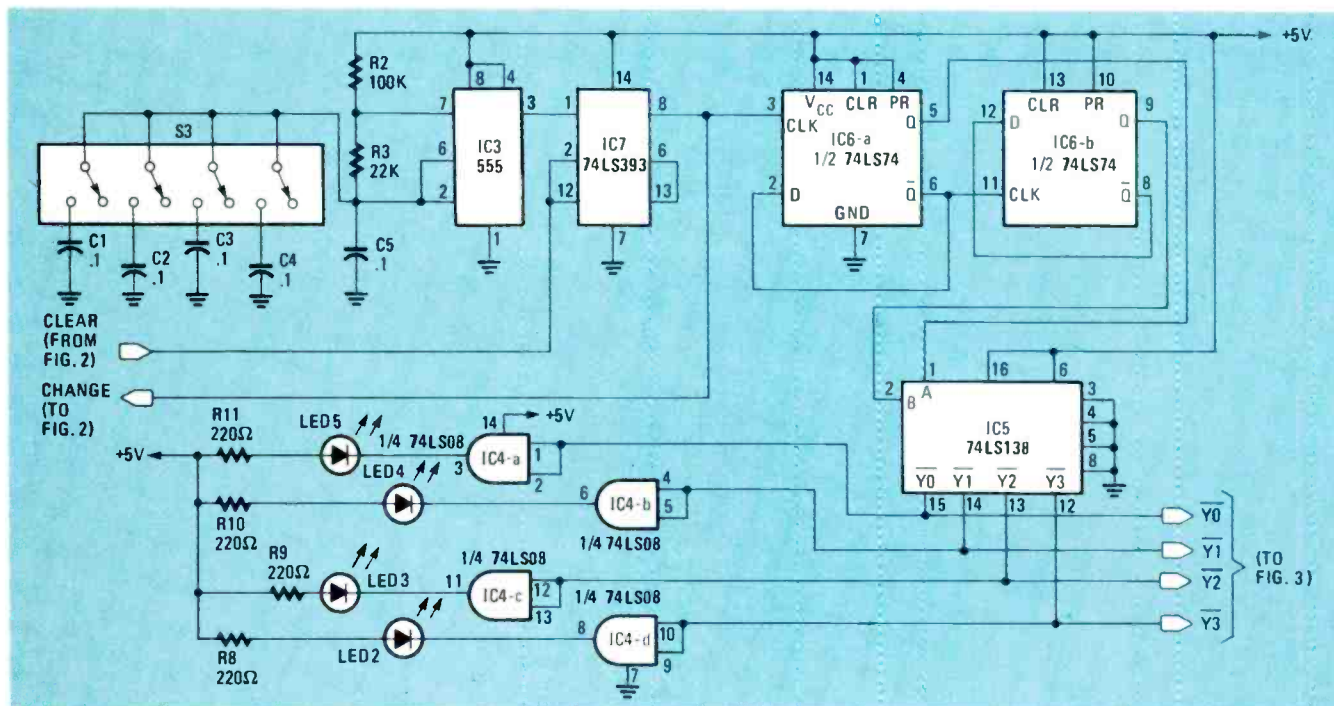 +5V
R2
100K
R3
22K
S3
C1
.1
C2
.1
C3
.1
C4
.1
C5
.1
8
4
7
3
6
2
1
IC3
555
14
1
8
2
6
12
13
7
IC7
74LS393
14
1
4
VCC CLR PR
3
CLK
5
Q
IC6-a
1/2 74LS74
2
D
6
Q
GND
7
13
10
CLR PR
12
D
9
Q
IC6-b
1/2 74LS74
11
CLK
8
Q
CLEAR
(FROM
FIG. 2)
CHANGE
(TO
FIG. 2)
1
16
6
2
B
A
3
4
5
8
IC5
74LS138
Y0 Y1 Y2 Y3
15 14 13 12
+5V
R11
220Ω
LED5
1/4 74LS08
14
+5V
IC4-a
3
1
2
R10
220Ω
LED4
6
IC4-b
4
5
1/4 74LS08
R9
220Ω
LED3
1/4 74LS08
11
IC4-c
12
13
R8
220Ω
LED2
1/4 74LS08
8
IC4-d
10
9
7
Y0
Y1
Y2
Y3
(TO
FIG. 3)